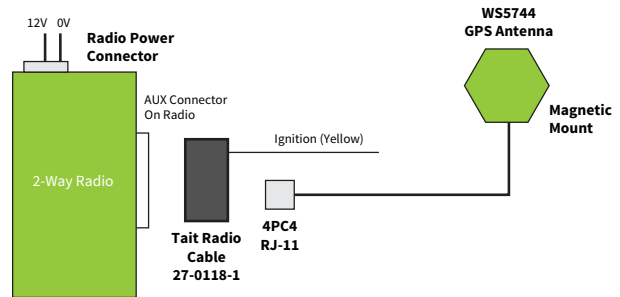 12V 0V
Radio Power
Connector
AUX Connector
On Radio
2-Way Radio
Ignition (Yellow)
Tait Radio
Cable
27-0118-1
4PC4
RJ-11
WS5744
GPS Antenna
Magnetic
Mount